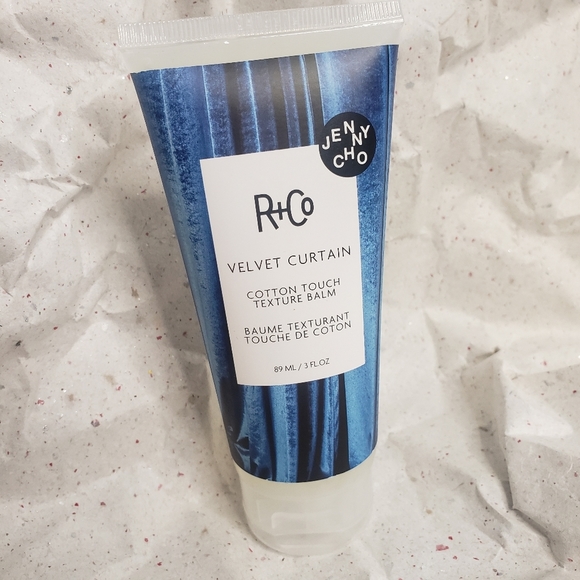 JENNY
CHO
R+Co
VELVET CURTAIN
COTTON TOUCH
TEXTURE BALM
BAUME TEXTURANT
TOUCHE DE COTON
89 ML / 3 FL OZ